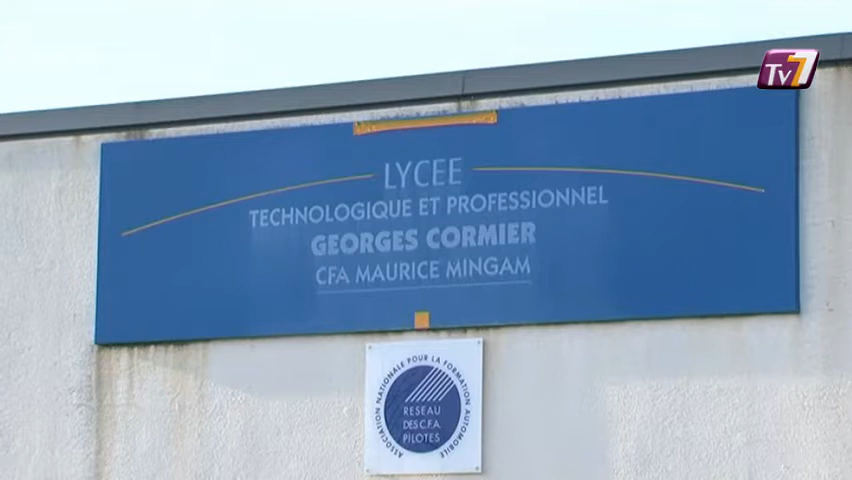 Tv7
LYCEE
TECHNOLOGIQUE ET PROFESSIONNEL
GEORGES CORMIER
CFA MAURICE MINGAM
ASSOCIATION NATIONALE POUR LA FORMATION AUTOMOBILE
RESEAU
DES C.F.A.
PILOTES